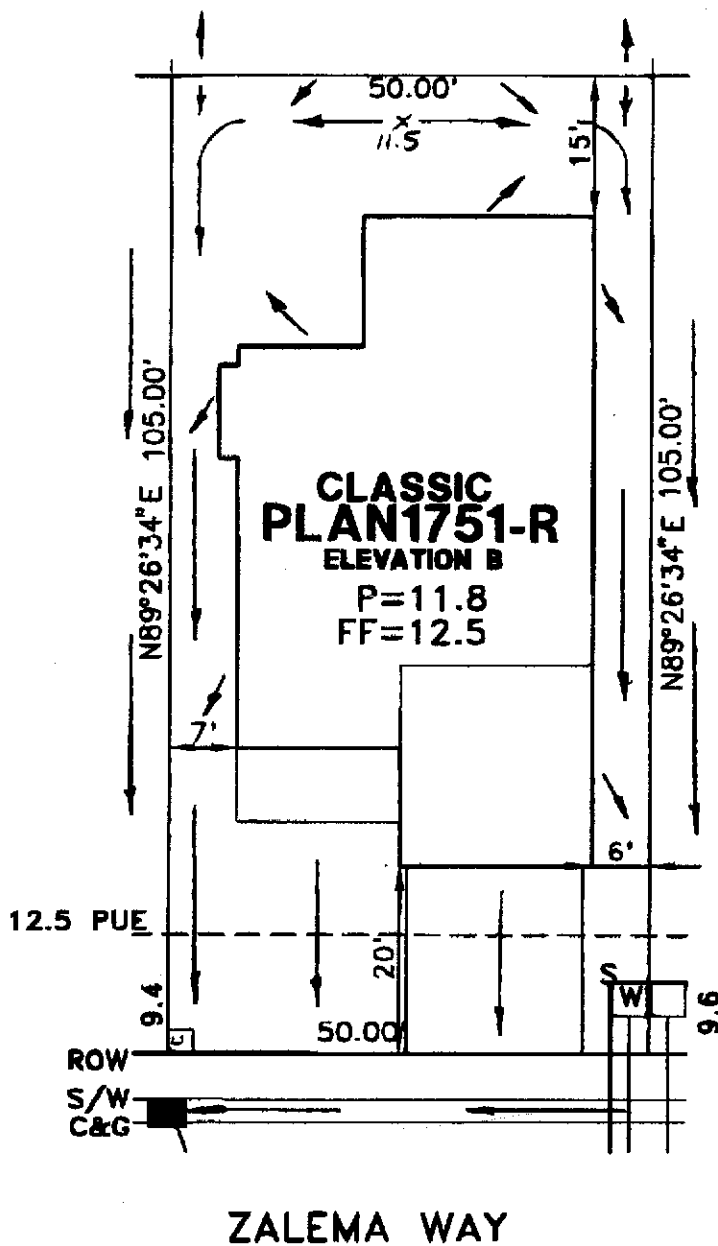 50.00'
x
11.5
15'
N89°26'34"E 105.00'
N89°26'34"E 105.00'
CLASSIC
PLAN1751-R
ELEVATION B
P=11.8
FF=12.5
7'
6'
12.5 PUE
20'
S
W
9.4
9.6
50.00'
ROW
S/W
C&G
ZALEMA WAY